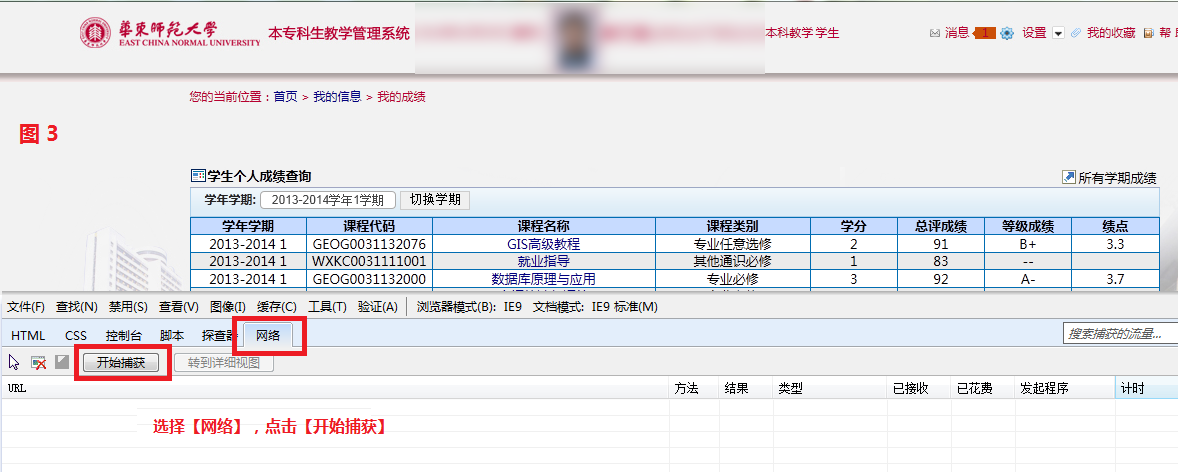 華東師範大學
EAST CHINA NORMAL UNIVERSITY
本专科生教学管理系统
本科教学 学生
消息 1 设置 我的收藏 帮
您的当前位置：首页 > 我的信息 > 我的成绩
图 3
学生个人成绩查询
所有学期成绩
学年学期: 2013-2014学年1学期 切换学期
学年学期 课程代码 课程名称 课程类别 学分 总评成绩 等级成绩 绩点
2013-2014 1 GEOG0031132076 GIS高级教程 专业任意选修 2 91 B+ 3.3
2013-2014 1 WXKC0031111001 就业指导 其他通识必修 1 83 --
2013-2014 1 GEOG0031132000 数据库原理与应用 专业必修 3 92 A- 3.7
文件(F) 查找(N) 禁用(S) 查看(V) 图像(I) 缓存(C) 工具(T) 验证(A) 浏览器模式(B): IE9 文档模式: IE9 标准(M)
HTML CSS 控制台 脚本 探查器 网络 搜索捕获的流量...
开始捕获 转到详细视图
URL 方法 结果 类型 已接收 已花费 发起程序 计时
选择【网络】，点击【开始捕获】